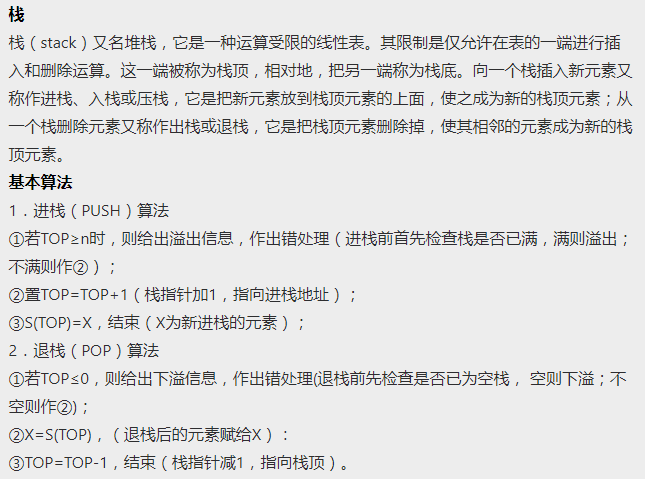 栈
栈（stack）又名堆栈，它是一种运算受限的线性表。其限制是仅允许在表的一端进行插
入和删除运算。这一端被称为栈顶，相对地，把另一端称为栈底。向一个栈插入新元素又
称作进栈、入栈或压栈，它是把新元素放到栈顶元素的上面，使之成为新的栈顶元素；从
一个栈删除元素又称作出栈或退栈，它是把栈顶元素删除掉，使其相邻的元素成为新的栈
顶元素。
基本算法
1．进栈（PUSH）算法
①若TOP≥n时，则给出溢出信息，作出错处理（进栈前首先检查栈是否已满，满则溢出；
不满则作②）；
②置TOP=TOP+1（栈指针加1，指向进栈地址）；
③S(TOP)=X，结束（X为新进栈的元素）；
2．退栈（POP）算法
①若TOP≤0，则给出下溢信息，作出错处理(退栈前先检查是否已为空栈， 空则下溢；不
空则作②)；
②X=S(TOP)，（退栈后的元素赋给X）：
③TOP=TOP-1，结束（栈指针减1，指向栈顶）。